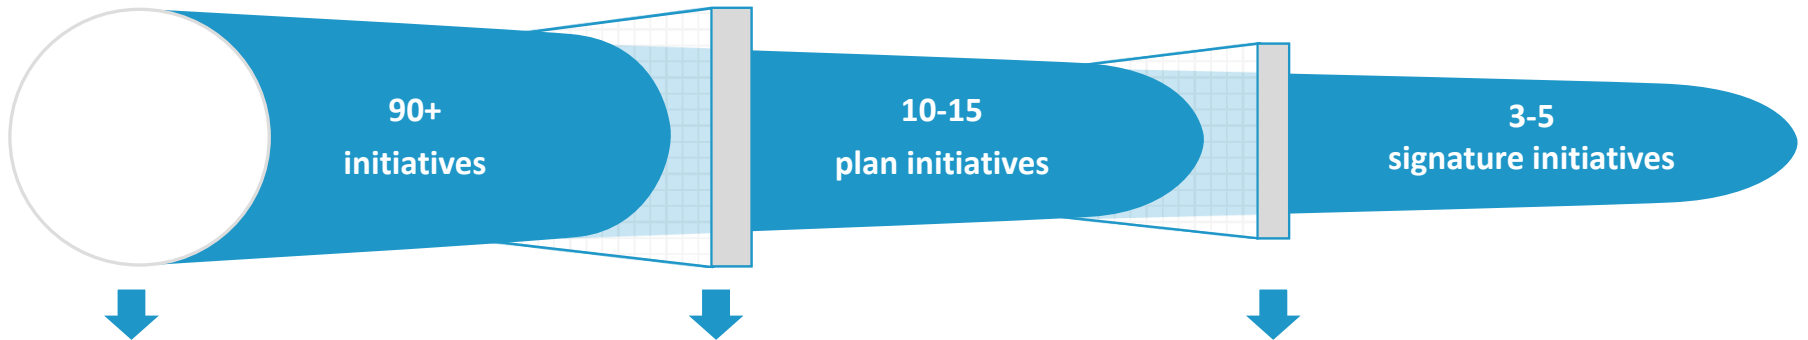 90+
initiatives
10-15
plan initiatives
3-5
signature initiatives